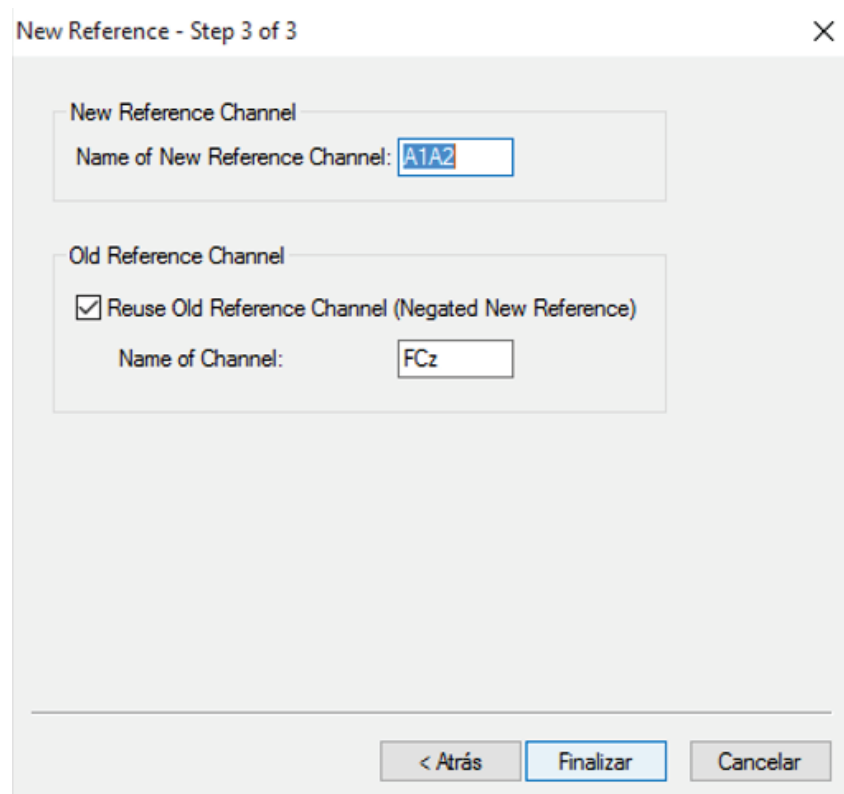 New Reference - Step 3 of 3
New Reference Channel
Name of New Reference Channel: A1A2
Old Reference Channel
Reuse Old Reference Channel (Negated New Reference)
Name of Channel: FCz
< Atrás Finalizar Cancelar